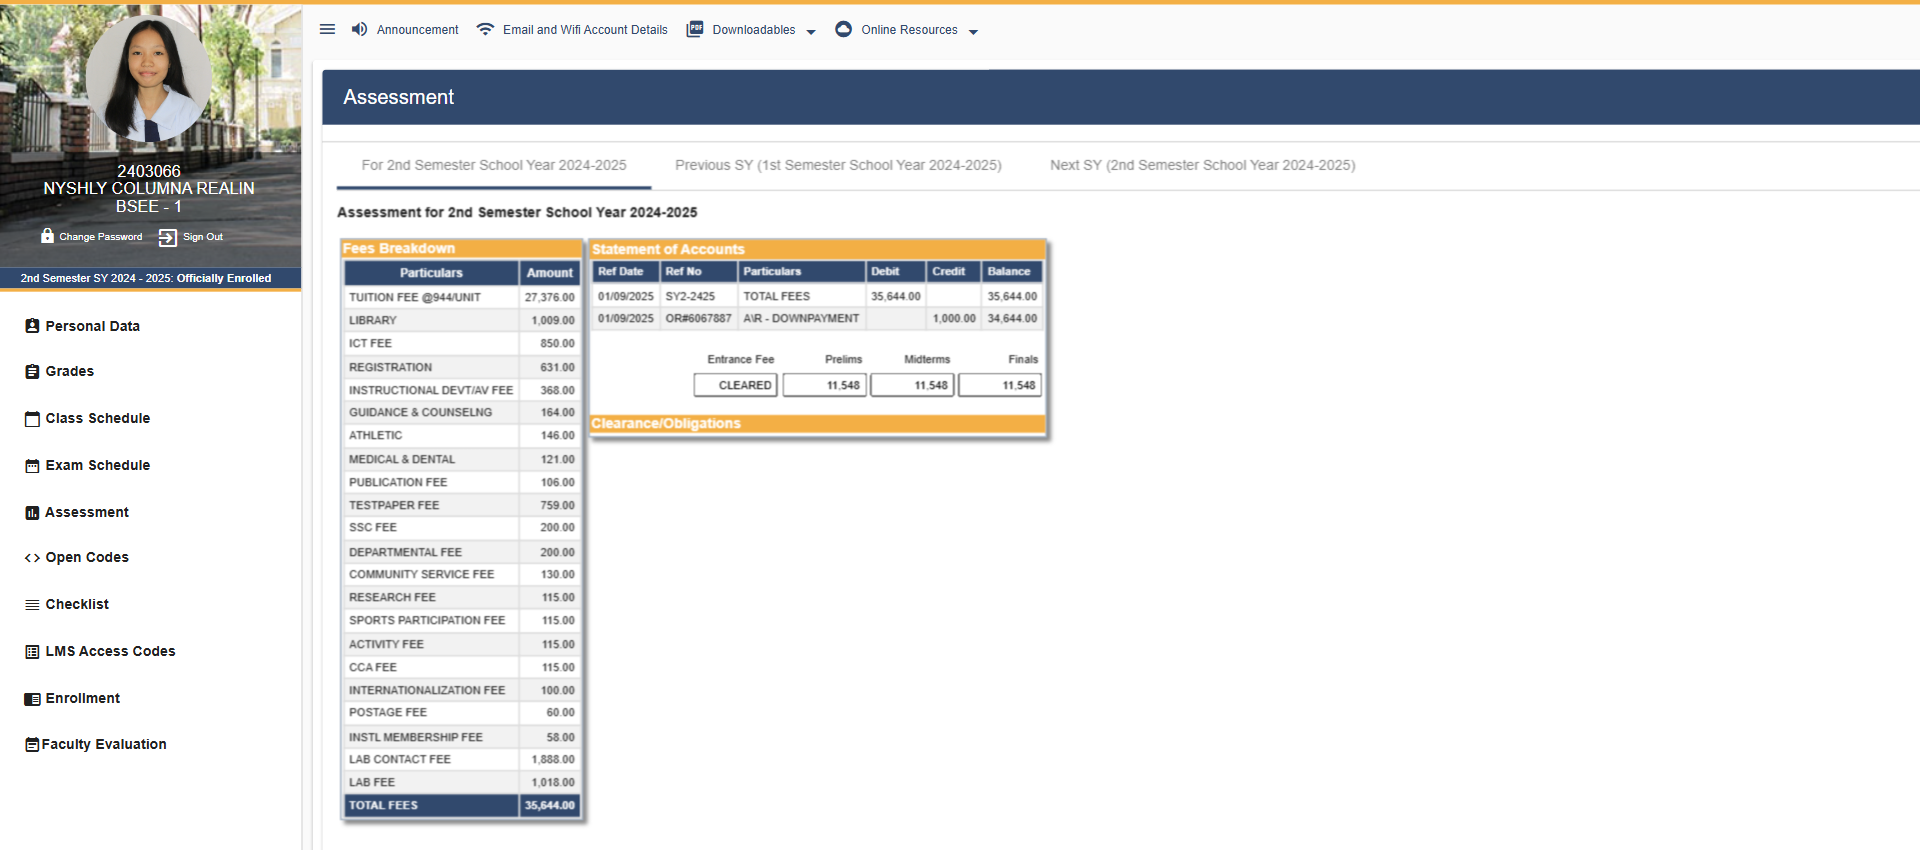 Announcement Email and Wifi Account Details Downloadables Online Resources
2403066
NYSHLY COLUMNA REALIN
BSEE - 1
Change Password Sign Out
2nd Semester SY 2024 - 2025: Officially Enrolled
Personal Data
Grades
Class Schedule
Exam Schedule
Assessment
Open Codes
Checklist
LMS Access Codes
Enrollment
Faculty Evaluation
Assessment
For 2nd Semester School Year 2024-2025 Previous SY (1st Semester School Year 2024-2025) Next SY (2nd Semester School Year 2024-2025)
Assessment for 2nd Semester School Year 2024-2025
Fees Breakdown
Particulars Amount
TUITION FEE @944/UNIT 27,376.00
LIBRARY 1,009.00
ICT FEE 850.00
REGISTRATION 631.00
INSTRUCTIONAL DEVT/AV FEE 368.00
GUIDANCE & COUNSELNG 164.00
ATHLETIC 146.00
MEDICAL & DENTAL 121.00
PUBLICATION FEE 106.00
TESTPAPER FEE 759.00
SSC FEE 200.00
DEPARTMENTAL FEE 200.00
COMMUNITY SERVICE FEE 130.00
RESEARCH FEE 115.00
SPORTS PARTICIPATION FEE 115.00
ACTIVITY FEE 115.00
CCA FEE 115.00
INTERNATIONALIZATION FEE 100.00
POSTAGE FEE 60.00
INSTL MEMBERSHIP FEE 58.00
LAB CONTACT FEE 1,888.00
LAB FEE 1,018.00
TOTAL FEES 35,644.00
Statement of Accounts
Ref Date Ref No Particulars Debit Credit Balance
01/09/2025 SY2-2425 TOTAL FEES 35,644.00 35,644.00
01/09/2025 OR#6067887 A\R - DOWNPAYMENT 1,000.00 34,644.00
Entrance Fee Prelims Midterms Finals
CLEARED 11,548 11,548 11,548
Clearance/Obligations